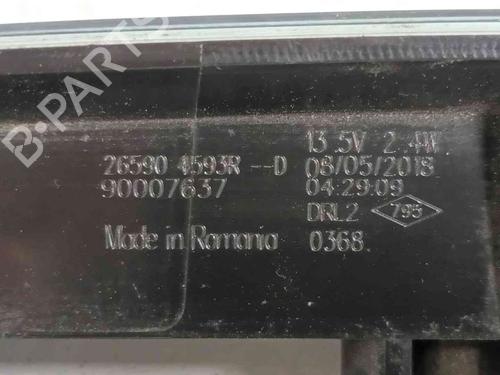 13.5V 2.4W
26590 4593R --D 08/05/2018
90007637 04:29:09
DRL2 795
Made in Romania 0368
B-PARTS